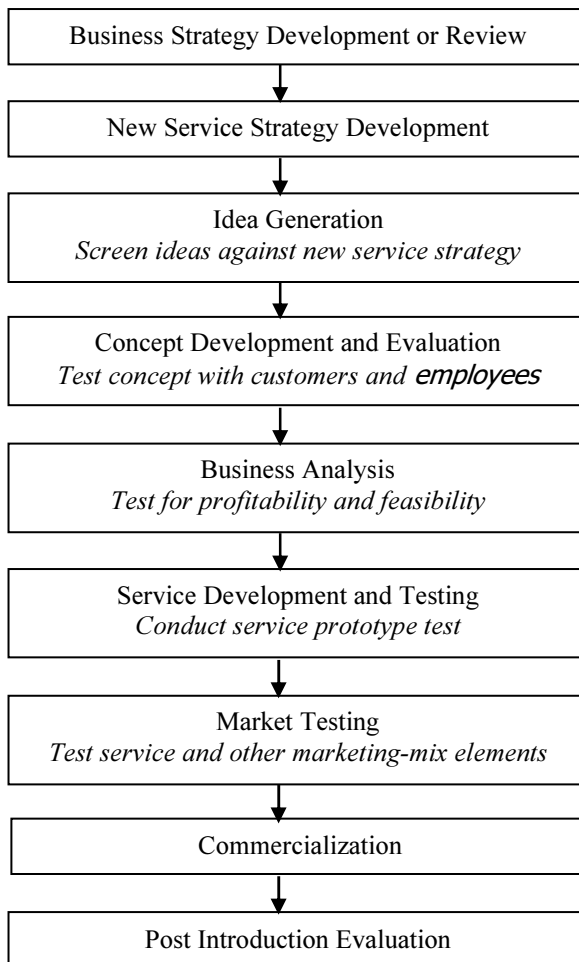 Business Strategy Development or Review
New Service Strategy Development
Idea Generation
Screen ideas against new service strategy
Concept Development and Evaluation
Test concept with customers and employees
Business Analysis
Test for profitability and feasibility
Service Development and Testing
Conduct service prototype test
Market Testing
Test service and other marketing-mix elements
Commercialization
Post Introduction Evaluation